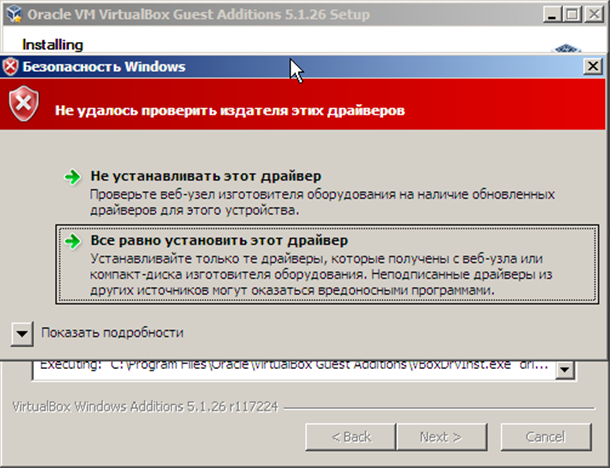 Oracle VM VirtualBox Guest Additions 5.1.26 Setup
Installing
Безопасность Windows
Не удалось проверить издателя этих драйверов
Не устанавливать этот драйвер
Проверьте веб-узел изготовителя оборудования на наличие обновленных
драйверов для этого устройства.
Все равно установить этот драйвер
Устанавливайте только те драйверы, которые получены с веб-узла или
компакт-диска изготовителя оборудования. Неподписанные драйверы из
других источников могут оказаться вредоносными программами.
Показать подробности
Executing: "C:\Program Files\Oracle\VirtualBox Guest Additions\VBoxDrvInst.exe" dri...
VirtualBox Windows Additions 5.1.26 r117224
< Back
Next >
Cancel